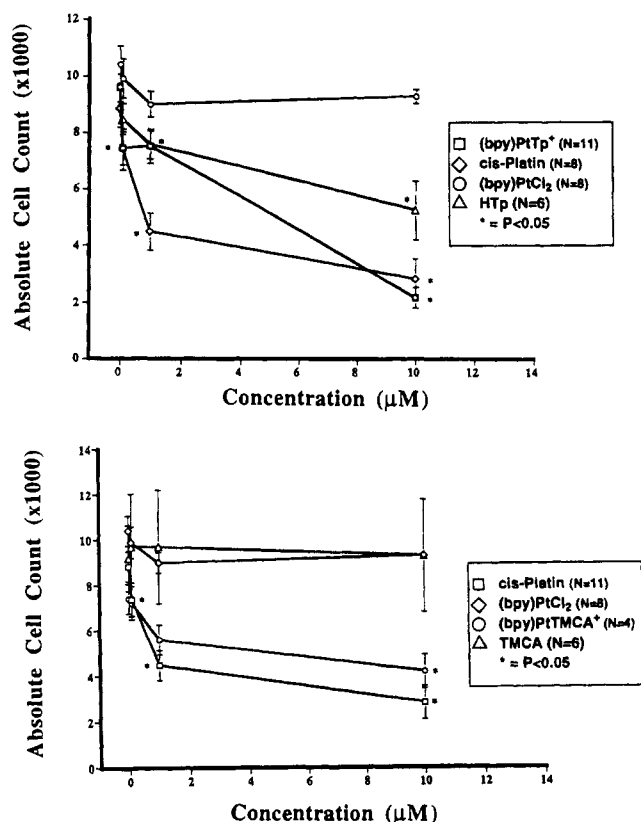 Absolute Cell Count (x1000)
12
10
8
6
4
2
0
0 2 4 6 8 10 12 14
Concentration (μM)
* * * * * *
(bpy)PtTp⁺ (N=11)
cis-Platin (N=8)
(bpy)PtCl₂ (N=8)
HTp (N=6)
* = P<0.05
Absolute Cell Count (x1000)
14
12
10
8
6
4
2
0
0 2 4 6 8 10 12 14
Concentration (μM)
* * * * *
cis-Platin (N=11)
(bpy)PtCl₂ (N=8)
(bpy)PtTMCA⁺ (N=4)
TMCA (N=6)
* = P<0.05